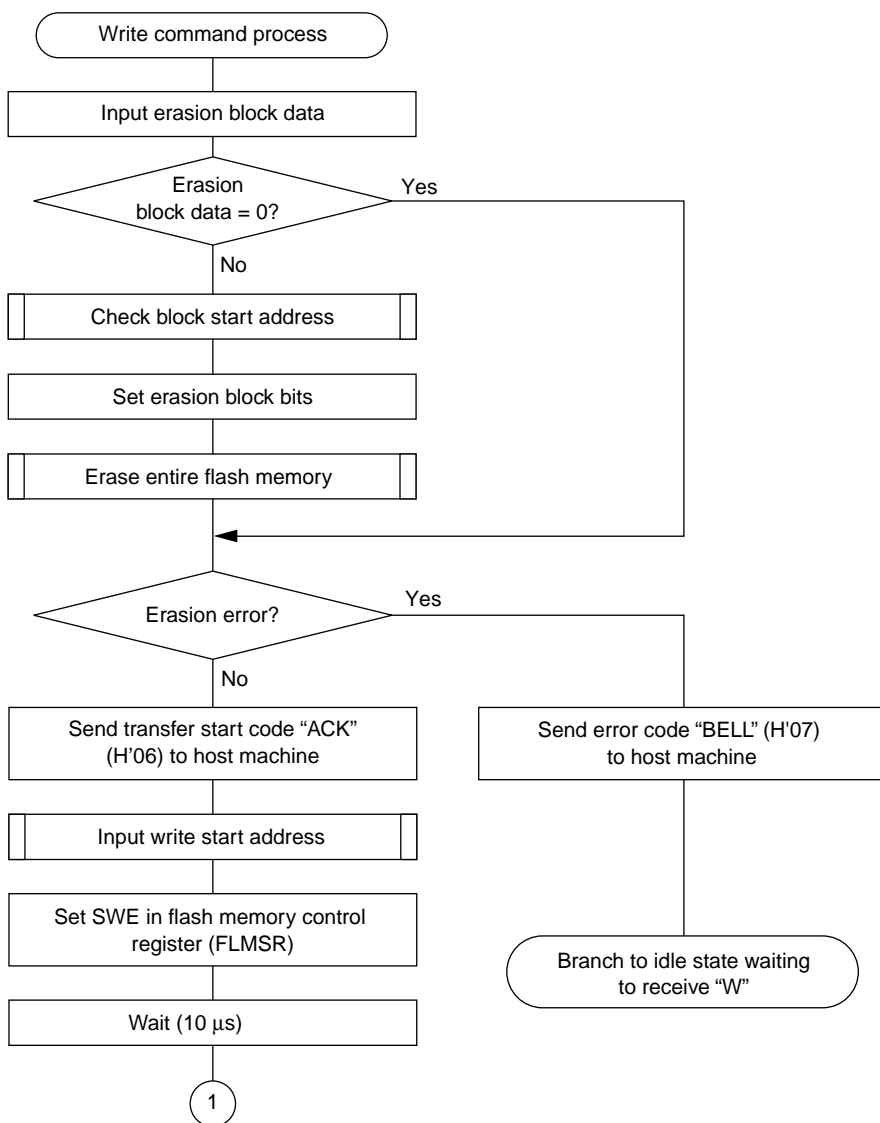 Write command process
Input erasion block data
Erasion
block data = 0?
Yes
No
Check block start address
Set erasion block bits
Erase entire flash memory
Erasion error?
Yes
No
Send transfer start code “ACK”
(H’06) to host machine
Send error code “BELL” (H'07)
to host machine
Input write start address
Set SWE in flash memory control
register (FLMSR)
Branch to idle state waiting
to receive “W”
Wait (10 μs)
1